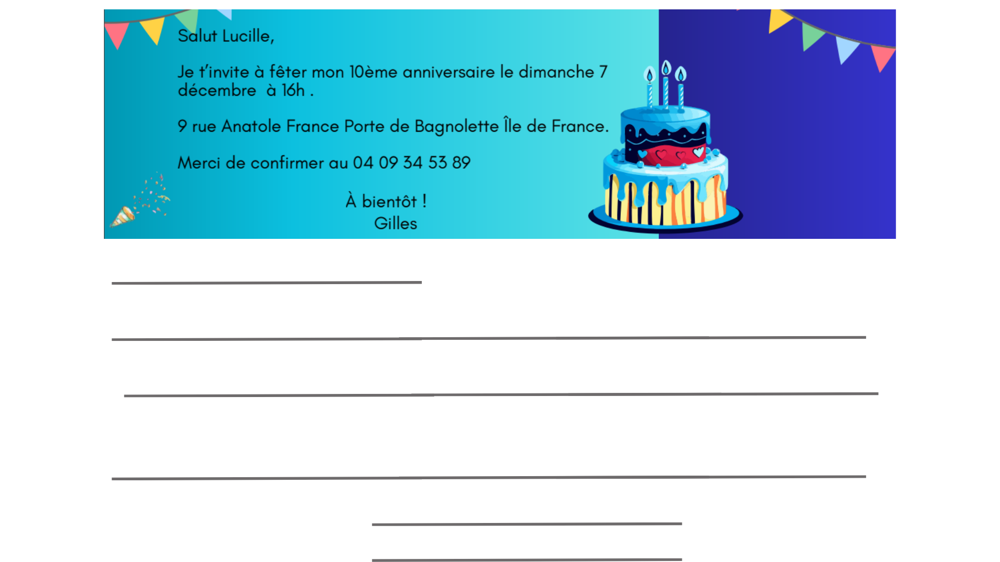 Salut Lucille,
Je t’invite à fêter mon 10ème anniversaire le dimanche 7
décembre  à 16h .
9 rue Anatole France Porte de Bagnolette Île de France.
Merci de confirmer au 04 09 34 53 89
À bientôt !
Gilles